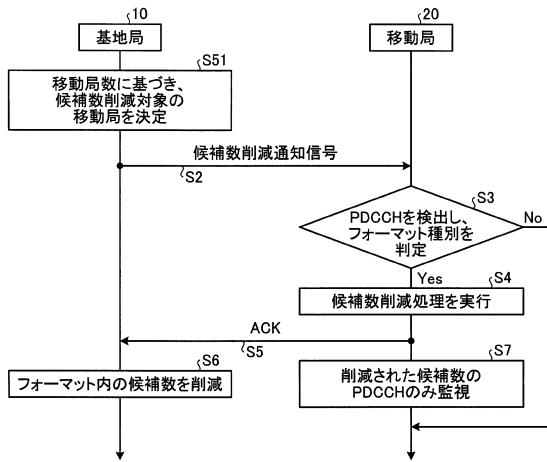 10
基地局
20
移動局
S51
移動局数に基づき、
候補数削減対象の
移動局を決定
候補数削減通知信号
S2
S3
PDCCHを検出し、
フォーマット種別を
判定
No
Yes
S4
候補数削減処理を実行
ACK
S5
S6
フォーマット内の候補数を削減
S7
削減された候補数の
PDCCHのみ監視